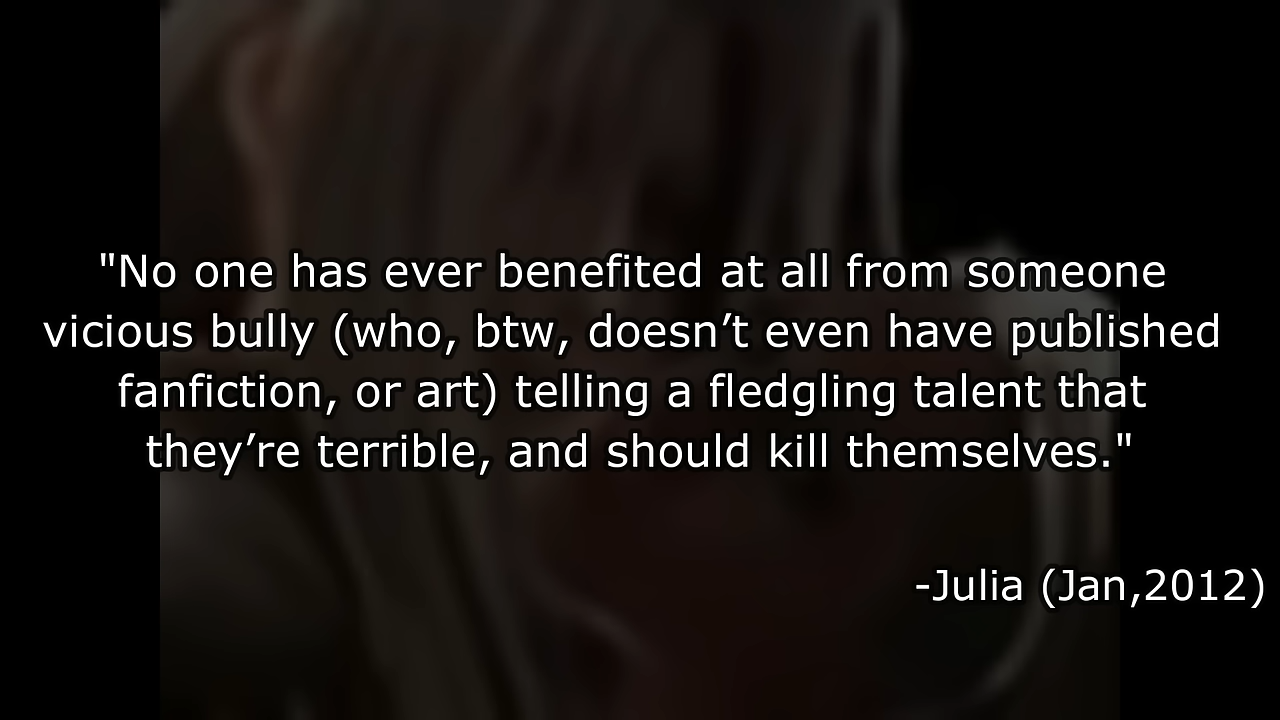 "No one has ever benefited at all from someone
vicious bully (who, btw, doesn’t even have published
fanfiction, or art) telling a fledgling talent that
they’re terrible, and should kill themselves."
-Julia (Jan,2012)